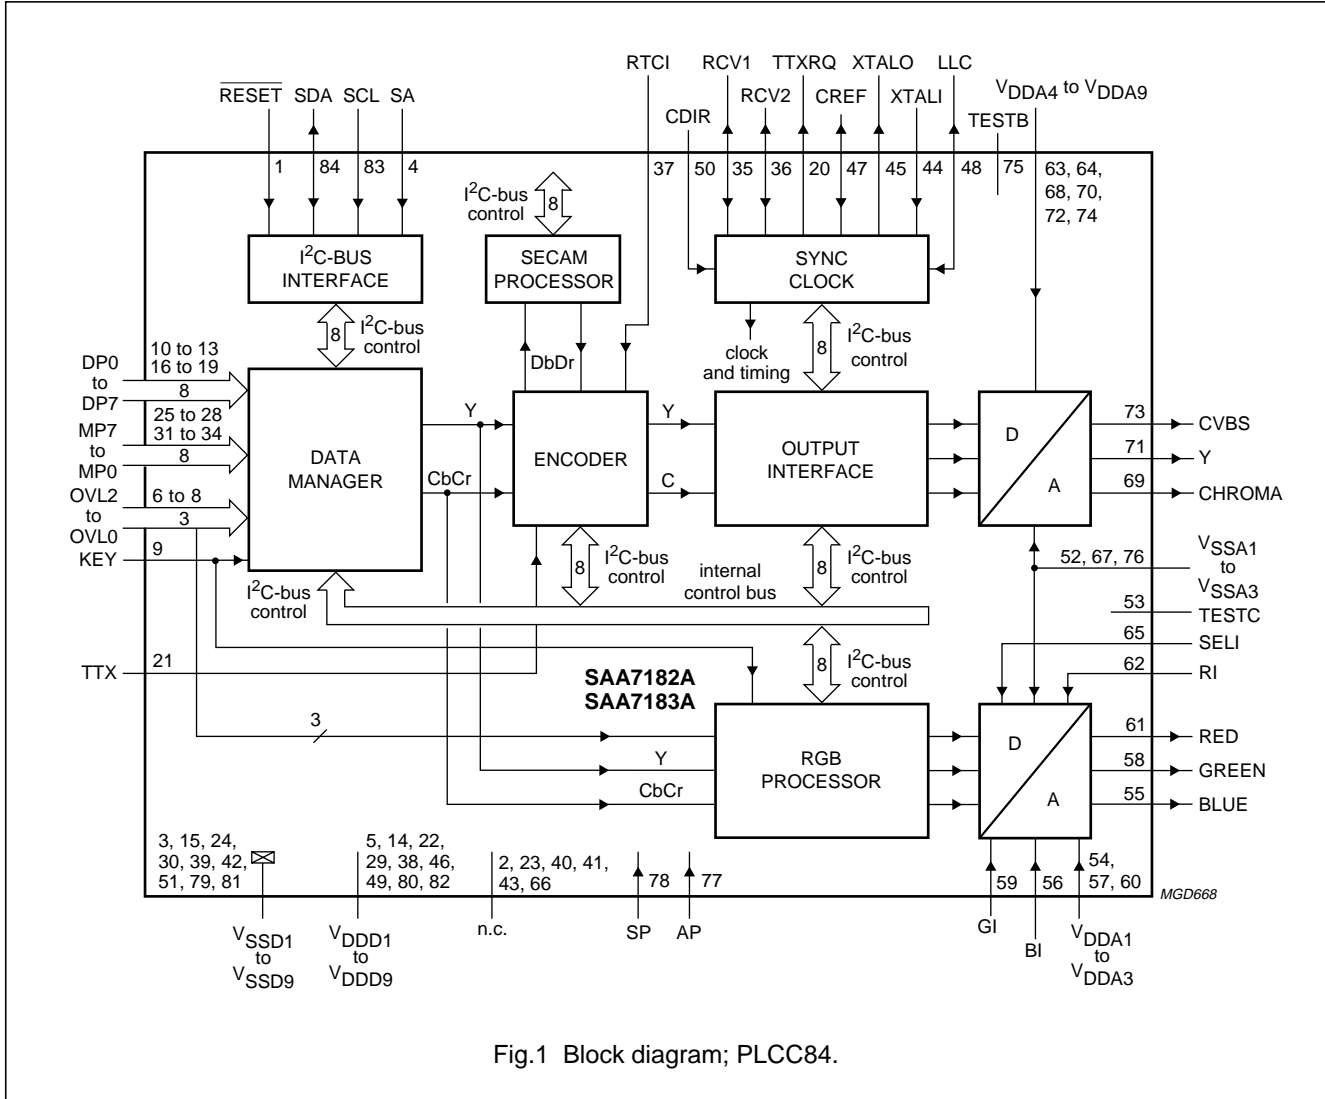 RTCI RCV1 TTXRQ XTALO LLC
RESET SDA SCL SA
RCV2 CREF XTALI
VDDA4 to VDDA9
CDIR
TESTB
1 84 83 4
37 50 35 36 20 47 45 44 48 75
63, 64,
68, 70,
72, 74
I2C-bus
control
8
I2C-BUS
INTERFACE
SECAM
PROCESSOR
SYNC
CLOCK
8
I2C-bus
control
DbDr
clock
and timing
8
I2C-bus
control
DP0
to
DP7
10 to 13
16 to 19
8
MP7
to
MP0
25 to 28
31 to 34
8
OVL2
to
OVL0
6 to 8
3
KEY
9
DATA
MANAGER
Y
CbCr
ENCODER
Y
C
OUTPUT
INTERFACE
D
A
73
CVBS
71
Y
69
CHROMA
I2C-bus
control
8
I2C-bus
control
internal
control bus
8
I2C-bus
control
52, 67, 76
VSSA1
to
VSSA3
53
TESTC
65
SELI
62
RI
TTX
21
SAA7182A
SAA7183A
8
I2C-bus
control
3
Y
CbCr
RGB
PROCESSOR
D
A
61
RED
58
GREEN
55
BLUE
3, 15, 24,
30, 39, 42,
51, 79, 81
5, 14, 22,
29, 38, 46,
49, 80, 82
2, 23, 40, 41,
43, 66
78
77
59
56
54,
57, 60
MGD668
VSSD1
to
VSSD9
VDDD1
to
VDDD9
n.c.
SP
AP
GI
BI
VDDA1
to
VDDA3
Fig.1 Block diagram; PLCC84.